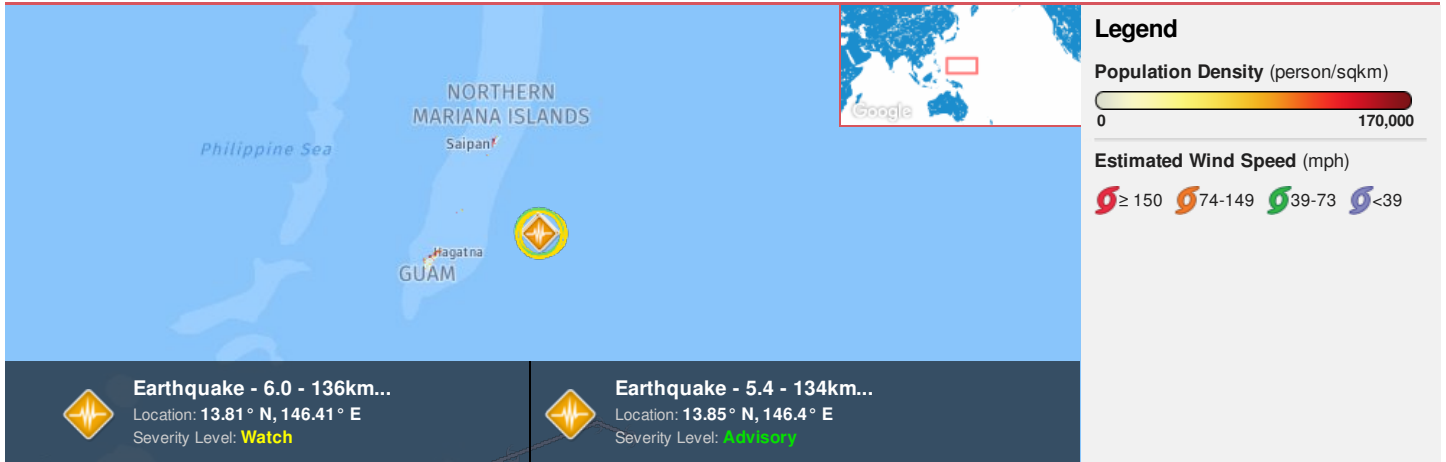 NORTHERN
MARIANA ISLANDS
Saipan
Philippine Sea
Hagatna
GUAM
Google
Legend
Population Density (person/sqkm)
0 170,000
Estimated Wind Speed (mph)
≥ 150 74-149 39-73 <39
Earthquake - 6.0 - 136km...
Location: 13.81° N, 146.41° E
Severity Level: Watch
Earthquake - 5.4 - 134km...
Location: 13.85° N, 146.4° E
Severity Level: Advisory